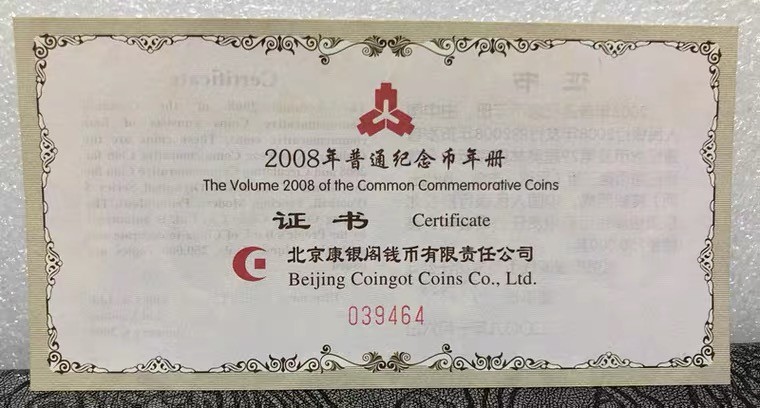 2008年普通纪念币年册
The Volume 2008 of the Common Commemorative Coins
证书 Certificate
北京康银阁钱币有限责任公司
Beijing Coingot Coins Co., Ltd.
039464